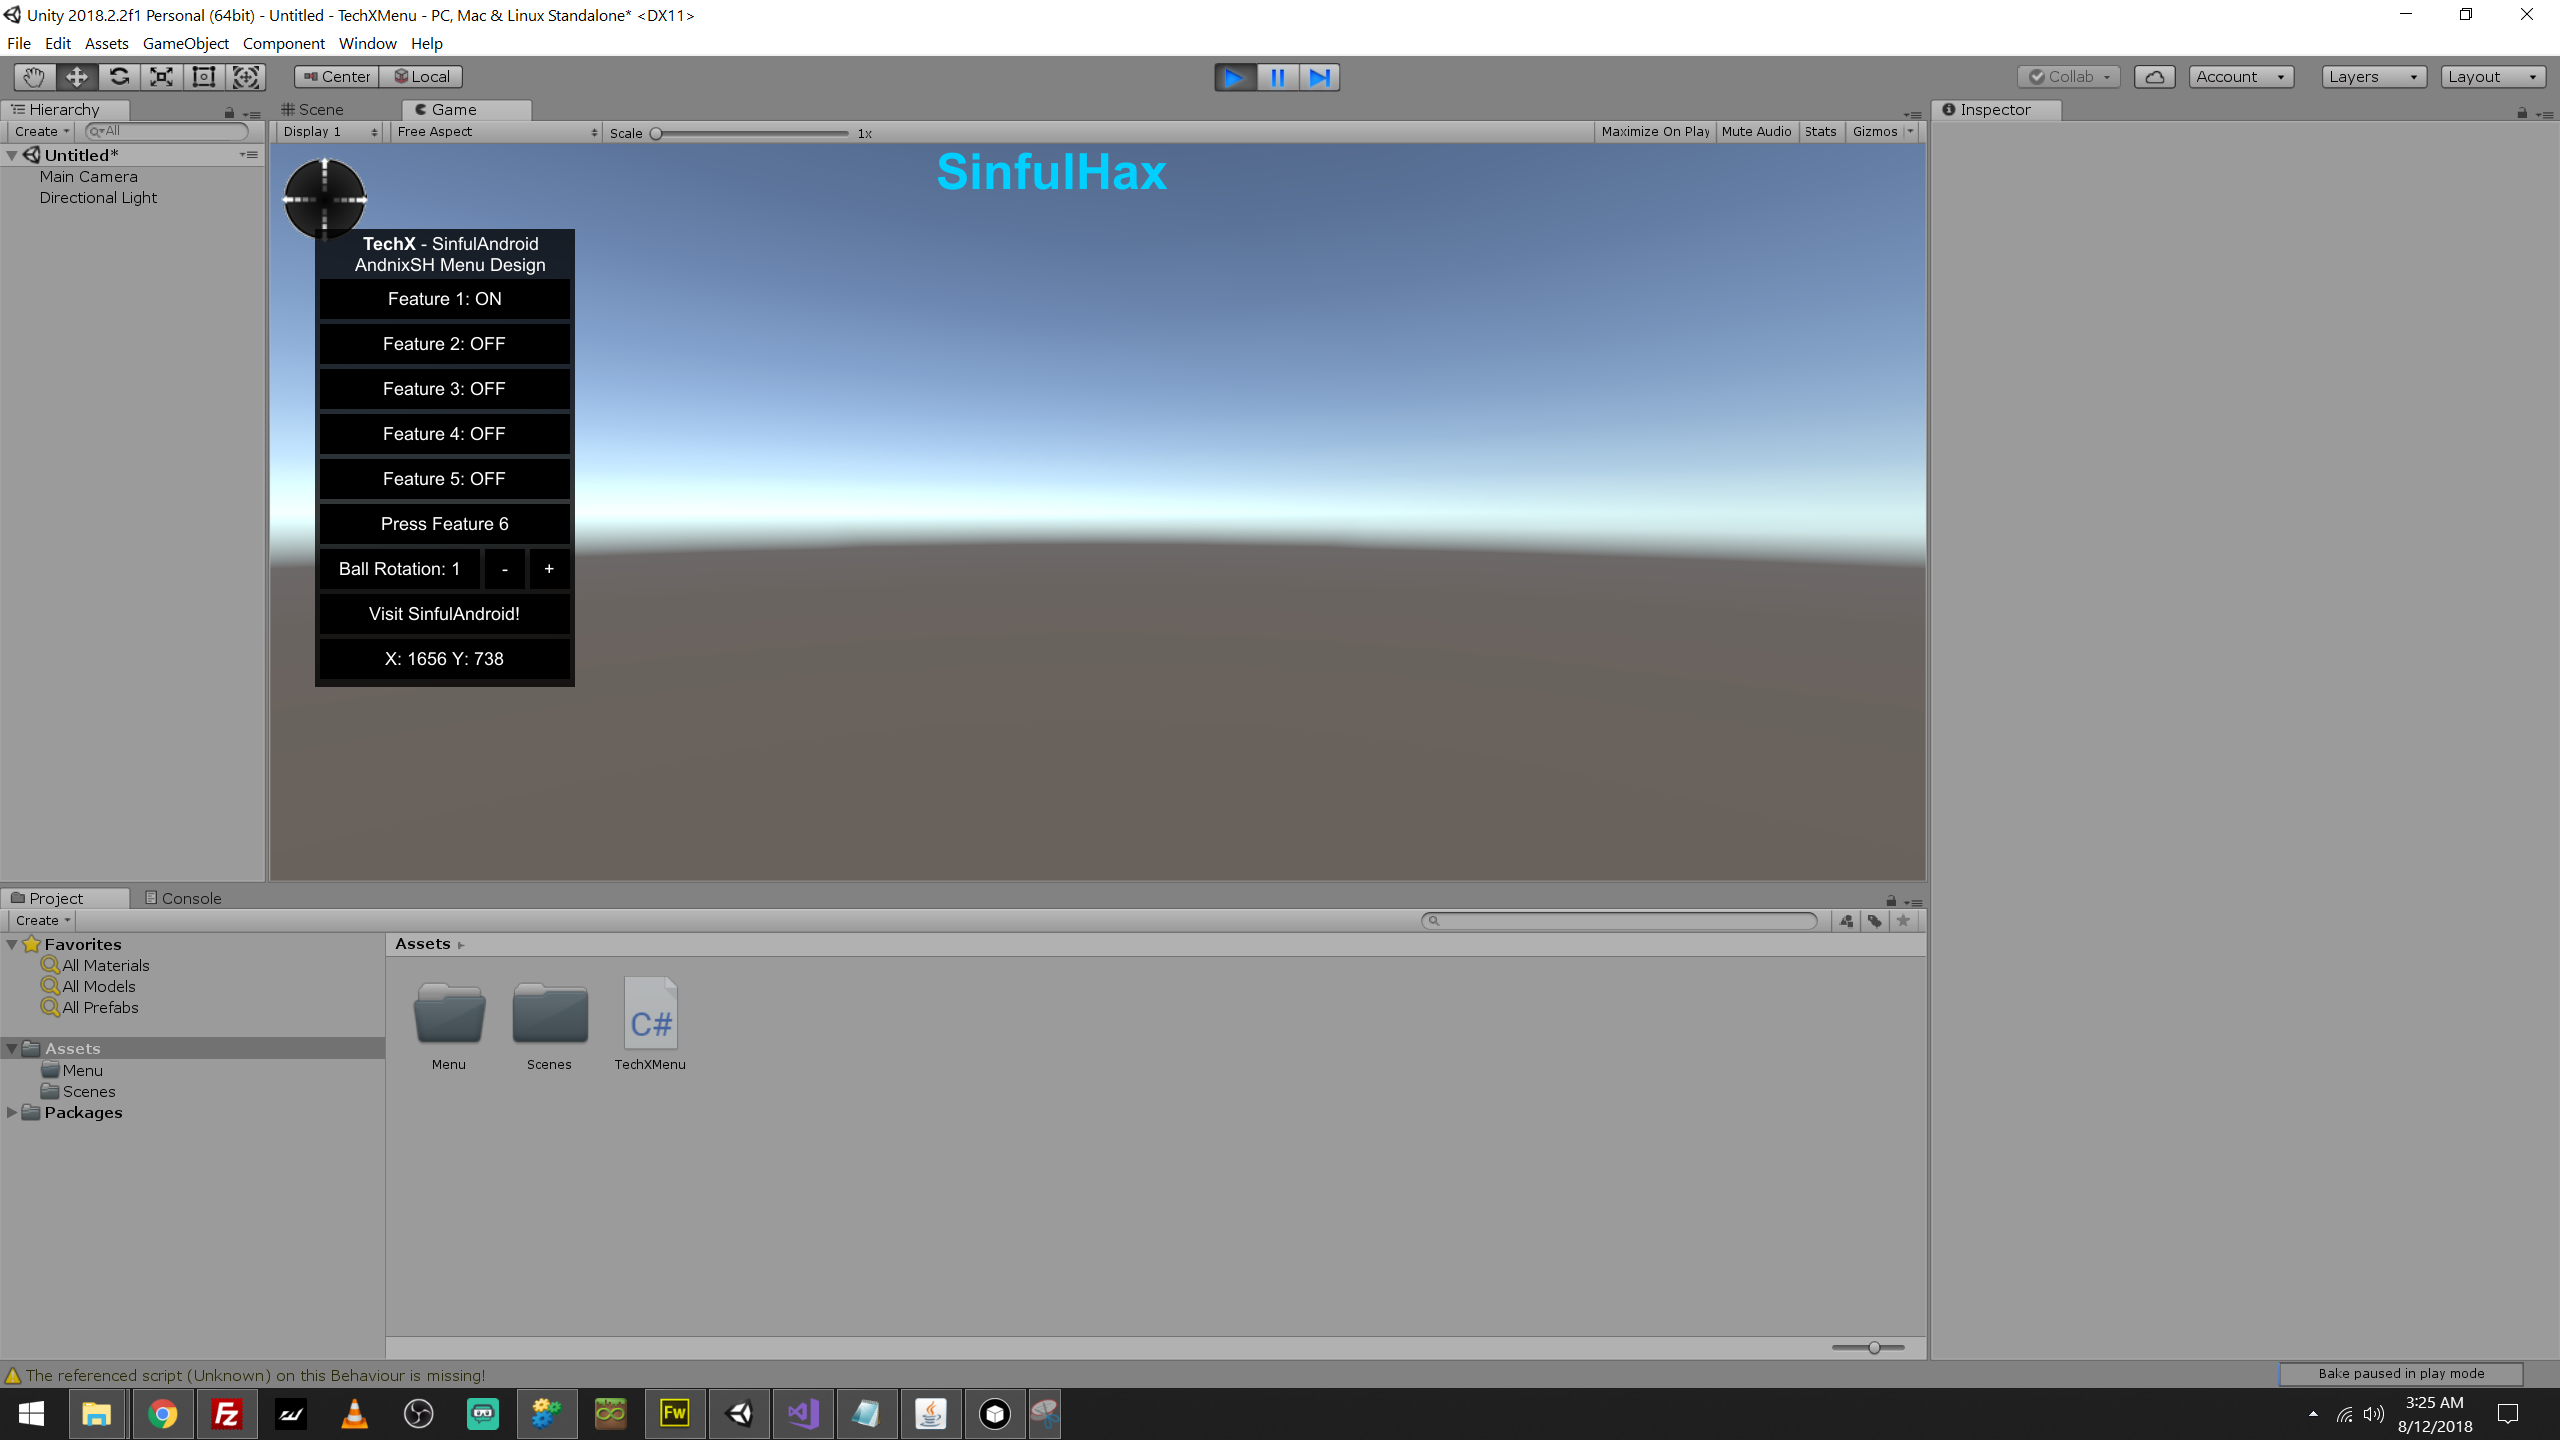 Unity 2018.2.2f1 Personal (64bit) - Untitled - TechXMenu - PC, Mac & Linux Standalone* <DX11>
File Edit Assets GameObject Component Window Help
Center Local Collab Account Layers Layout
Hierarchy Scene Game Inspector
Create All Display 1 Free Aspect Scale 1x Maximize On Play Mute Audio Stats Gizmos
Untitled*
Main Camera
Directional Light
SinfulHax
TechX - SinfulAndroid
AndnixSH Menu Design
Feature 1: ON
Feature 2: OFF
Feature 3: OFF
Feature 4: OFF
Feature 5: OFF
Press Feature 6
Ball Rotation: 1 - +
Visit SinfulAndroid!
X: 1656 Y: 738
Project Console
Create
Favorites
All Materials
All Models
All Prefabs
Assets
Menu
Scenes
Packages
Assets
C#
Menu Scenes TechXMenu
The referenced script (Unknown) on this Behaviour is missing!
Bake paused in play mode
Fz
Fw
3:25 AM
8/12/2018